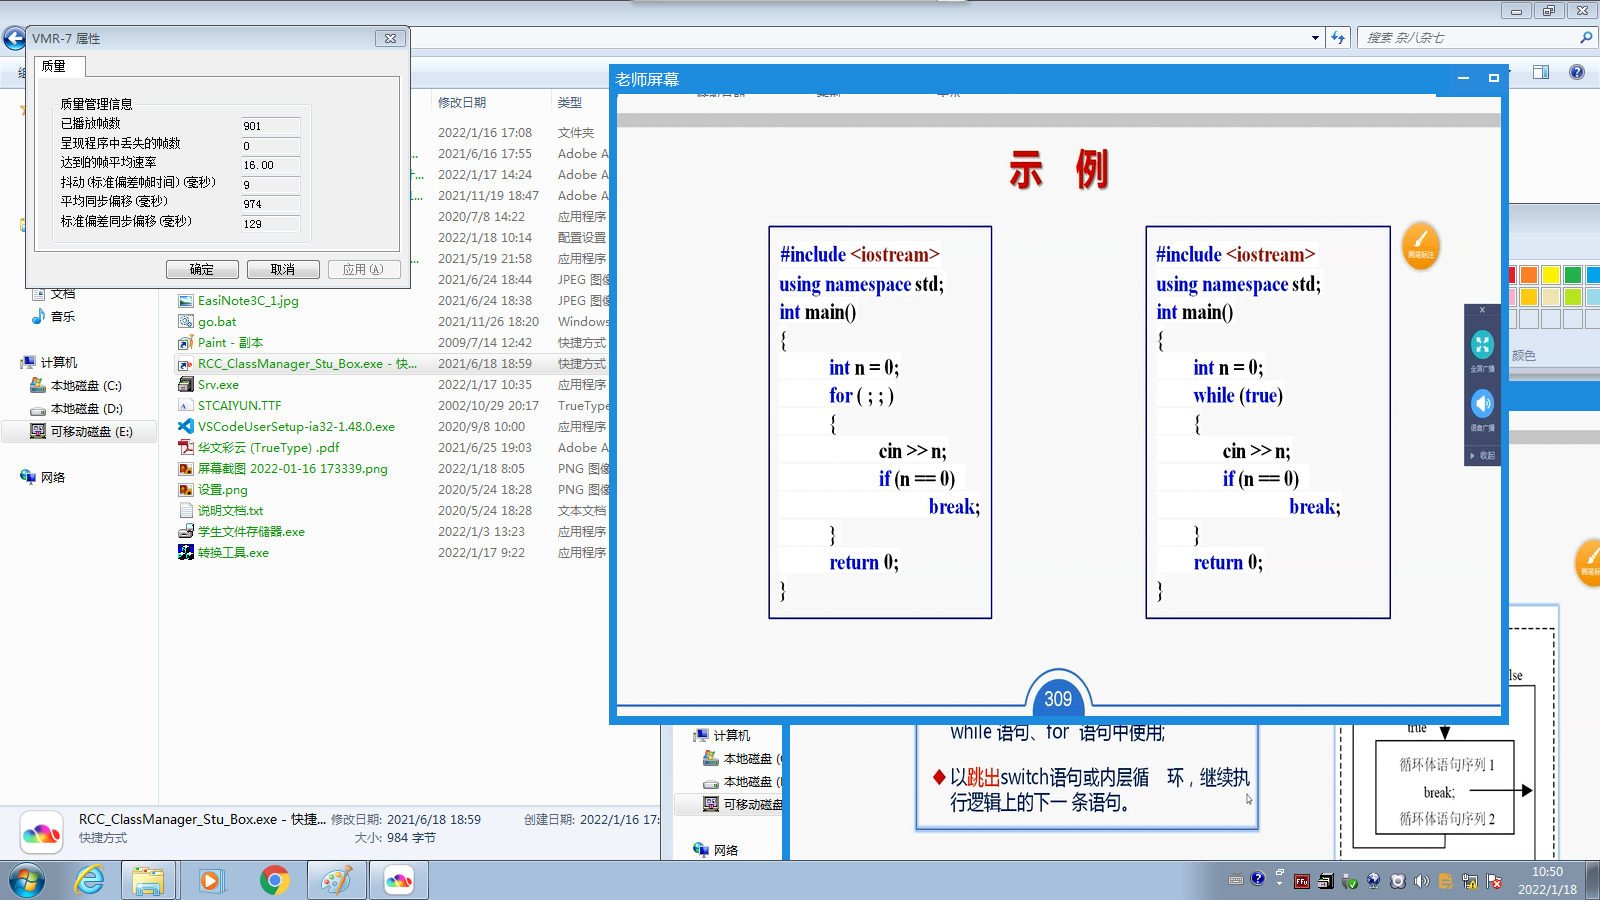 搜索 杂八杂七
VMR-7 属性
质量
质量管理信息
已播放帧数 901
呈现程序中丢失的帧数 0
达到的帧平均速率 16.00
抖动(标准偏差帧时间)(毫秒) 9
平均同步偏移(毫秒) 974
标准偏差同步偏移(毫秒) 129
确定 取消 应用(A)
修改日期 类型
2022/1/16 17:08 文件夹
2021/6/16 17:55 Adobe A
2022/1/17 14:24 Adobe A
2021/11/19 18:47 Adobe A
2020/7/8 14:22 应用程序
2022/1/18 10:14 配置设置
2021/5/19 21:58 应用程序
2021/6/24 18:44 JPEG 图像
EasiNote3C_1.jpg 2021/6/24 18:38 JPEG 图像
go.bat 2021/11/26 18:20 Windows
Paint - 副本 2009/7/14 12:42 快捷方式
RCC_ClassManager_Stu_Box.exe - 快... 2021/6/18 18:59 快捷方式
Srv.exe 2022/1/17 10:35 应用程序
STCAIYUN.TTF 2002/10/29 20:17 TrueType
VSCodeUserSetup-ia32-1.48.0.exe 2020/9/8 10:00 应用程序
华文彩云 (TrueType) .pdf 2021/6/25 19:03 Adobe A
屏幕截图 2022-01-16 173339.png 2022/1/18 8:05 PNG 图像
设置.png 2020/5/24 18:28 PNG 图像
说明文档.txt 2020/5/24 18:28 文本文档
学生文件存储器.exe 2022/1/3 13:23 应用程序
转换工具.exe 2022/1/17 9:22 应用程序
文档
音乐
计算机
本地磁盘 (C:)
本地磁盘 (D:)
可移动磁盘 (E:)
网络
老师屏幕
示 例
#include <iostream>
using namespace std;
int main()
{
int n = 0;
for ( ; ; )
{
cin >> n;
if (n == 0)
break;
}
return 0;
}
#include <iostream>
using namespace std;
int main()
{
int n = 0;
while (true)
{
cin >> n;
if (n == 0)
break;
}
return 0;
}
309
画笔标注
x
全屏广播
语音广播
收起
颜色
计算机
本地磁盘 (
本地磁盘 (
可移动磁盘
网络
while 语句、for 语句中使用;
以跳出switch语句或内层循 环，继续执
行逻辑上的下一 条语句。
lse
true
循环体语句序列 1
break;
循环体语句序列 2
RCC_ClassManager_Stu_Box.exe - 快捷... 修改日期: 2021/6/18 18:59 创建日期: 2022/1/16 17:
快捷方式 大小: 984 字节
10:50
2022/1/18